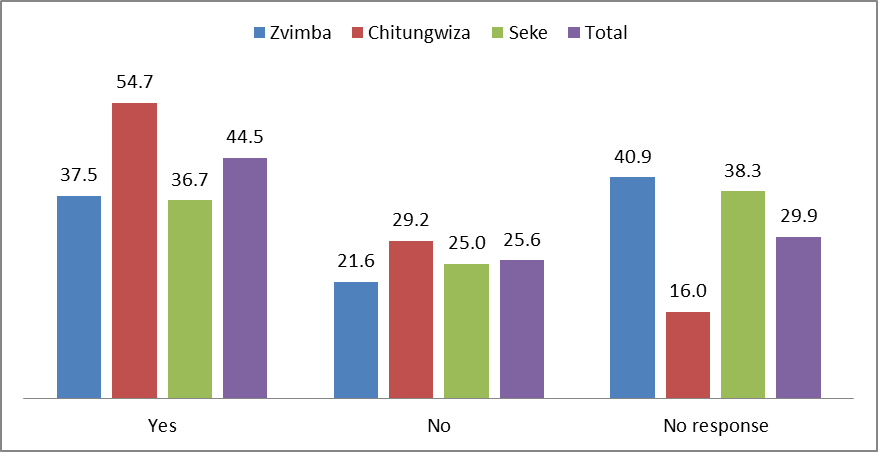 Zvimba Chitungwiza Seke Total
37.5 54.7 36.7 44.5
21.6 29.2 25.0 25.6
40.9 16.0 38.3 29.9
Yes No No response